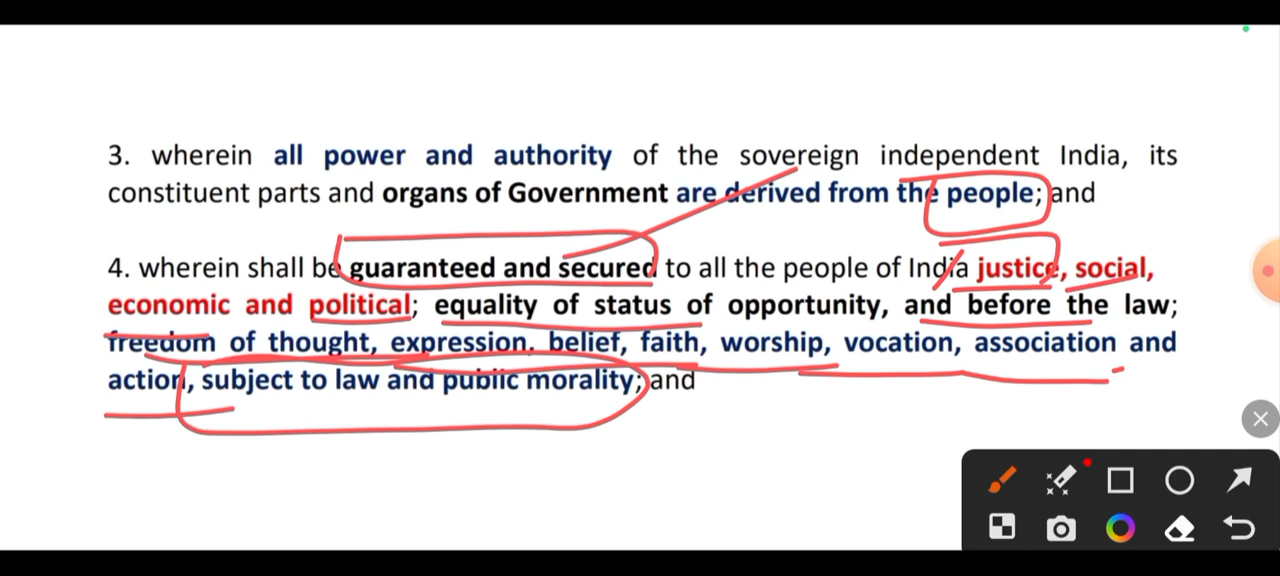 3. wherein all power and authority of the sovereign independent India, its
constituent parts and organs of Government are derived from the people; and
4. wherein shall be guaranteed and secured to all the people of India justice, social,
economic and political; equality of status of opportunity, and before the law;
freedom of thought, expression, belief, faith, worship, vocation, association and
action, subject to law and public morality; and